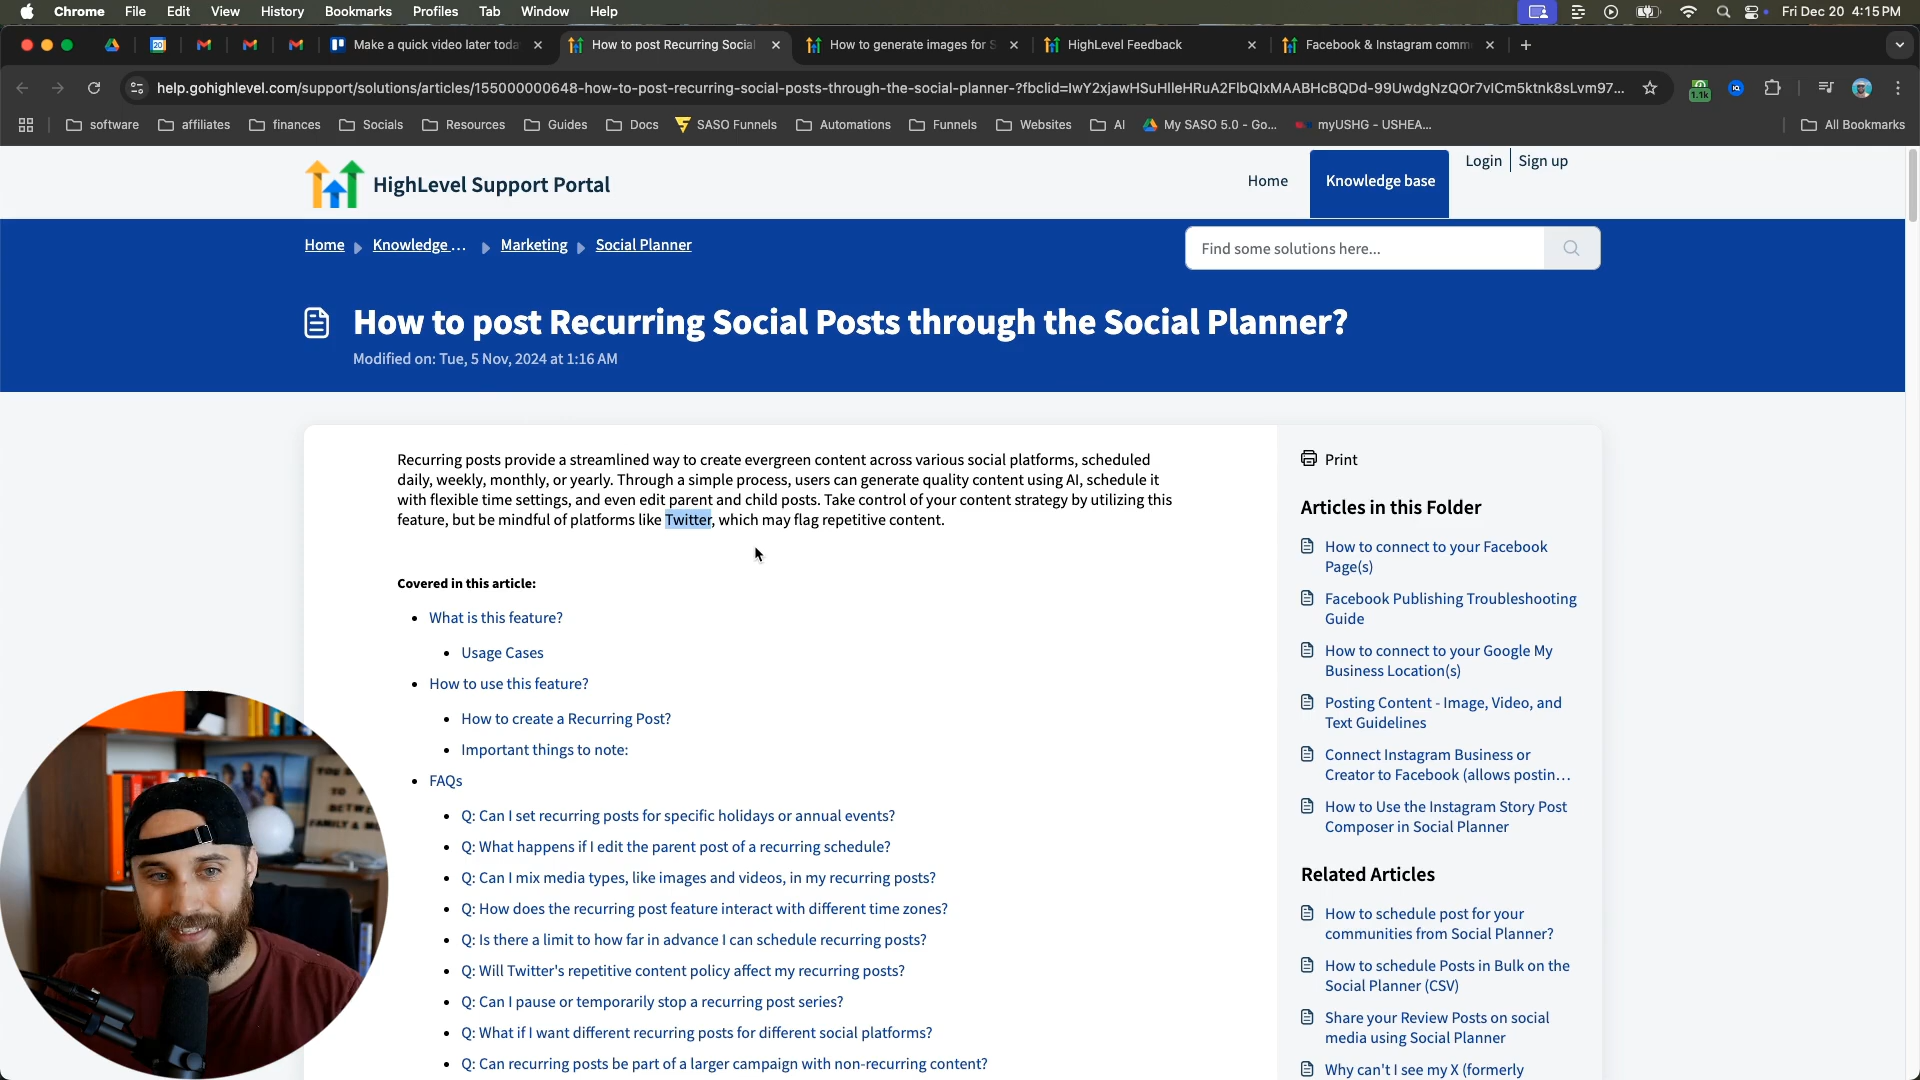 Chrome File Edit View History Bookmarks Profiles Tab Window Help Fri Dec 20 4:15 PM
20 Make a quick video later toda How to post Recurring Social How to generate images for S HighLevel Feedback Facebook & Instagram comm
help.gohighlevel.com/support/solutions/articles/155000000648-how-to-post-recurring-social-posts-through-the-social-planner-?fbclid=IwY2xjawHSuHlleHRuA2FlbQIxMAABHcBQDd-99UwdgNzQOr7vlCm5ktnk8sLvm97... 1.1k
software affiliates finances Socials Resources Guides Docs SASO Funnels Automations Funnels Websites AI My SASO 5.0 - Go... myUSHG - USHEA... All Bookmarks
HighLevel Support Portal
Home Knowledge base Login Sign up
Home Knowledge ... Marketing Social Planner
Find some solutions here...
How to post Recurring Social Posts through the Social Planner?
Modified on: Tue, 5 Nov, 2024 at 1:16 AM
Recurring posts provide a streamlined way to create evergreen content across various social platforms, scheduled
daily, weekly, monthly, or yearly. Through a simple process, users can generate quality content using AI, schedule it
with flexible time settings, and even edit parent and child posts. Take control of your content strategy by utilizing this
feature, but be mindful of platforms like Twitter, which may flag repetitive content.
Covered in this article:
What is this feature?
Usage Cases
How to use this feature?
How to create a Recurring Post?
Important things to note:
FAQs
Q: Can I set recurring posts for specific holidays or annual events?
Q: What happens if I edit the parent post of a recurring schedule?
Q: Can I mix media types, like images and videos, in my recurring posts?
Q: How does the recurring post feature interact with different time zones?
Q: Is there a limit to how far in advance I can schedule recurring posts?
Q: Will Twitter's repetitive content policy affect my recurring posts?
Q: Can I pause or temporarily stop a recurring post series?
Q: What if I want different recurring posts for different social platforms?
Q: Can recurring posts be part of a larger campaign with non-recurring content?
Print
Articles in this Folder
How to connect to your Facebook
Page(s)
Facebook Publishing Troubleshooting
Guide
How to connect to your Google My
Business Location(s)
Posting Content - Image, Video, and
Text Guidelines
Connect Instagram Business or
Creator to Facebook (allows postin...
How to Use the Instagram Story Post
Composer in Social Planner
Related Articles
How to schedule post for your
communities from Social Planner?
How to schedule Posts in Bulk on the
Social Planner (CSV)
Share your Review Posts on social
media using Social Planner
Why can't I see my X (formerly